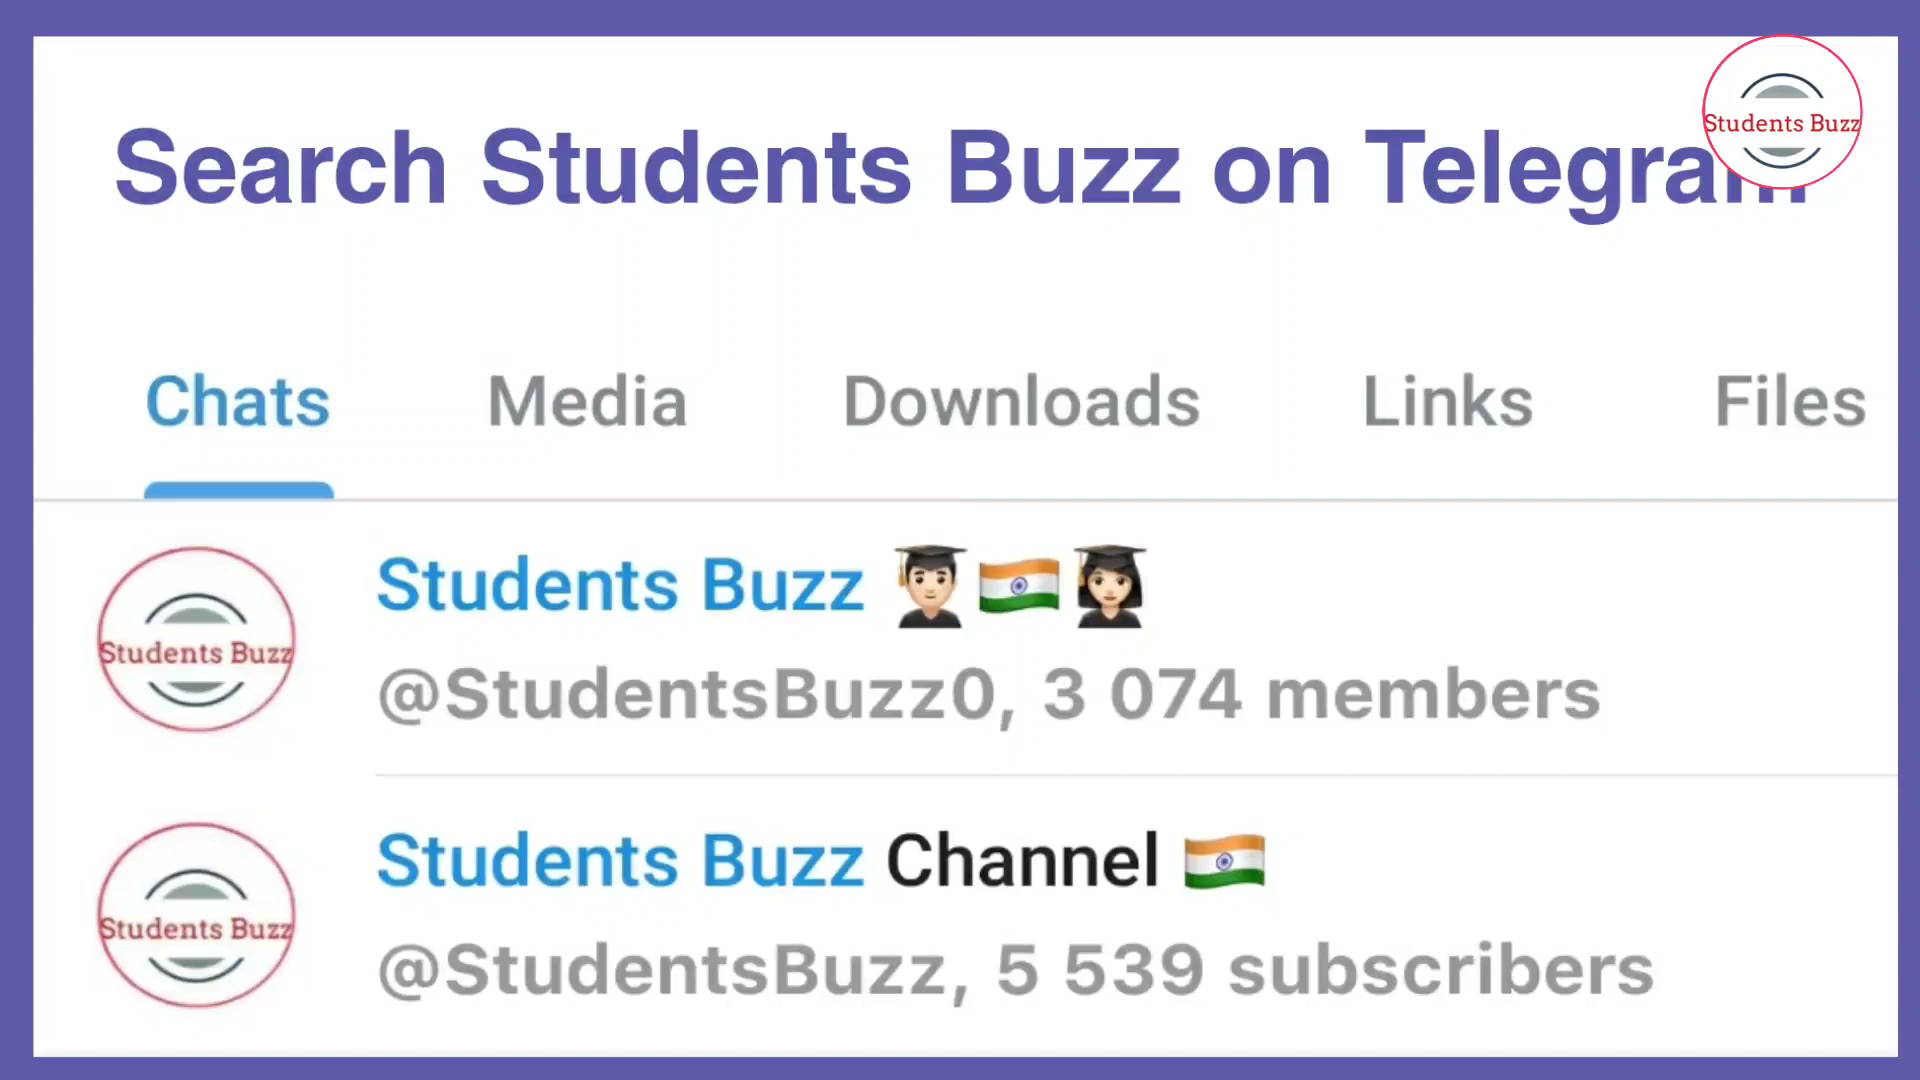 Search Students Buzz on Telegram
Students Buzz
Chats Media Downloads Links Files
Students Buzz 👨🏻‍🎓🇮🇳👩🏻‍🎓
@StudentsBuzz0, 3 074 members
Students Buzz
Students Buzz Channel 🇮🇳
@StudentsBuzz, 5 539 subscribers
Students Buzz